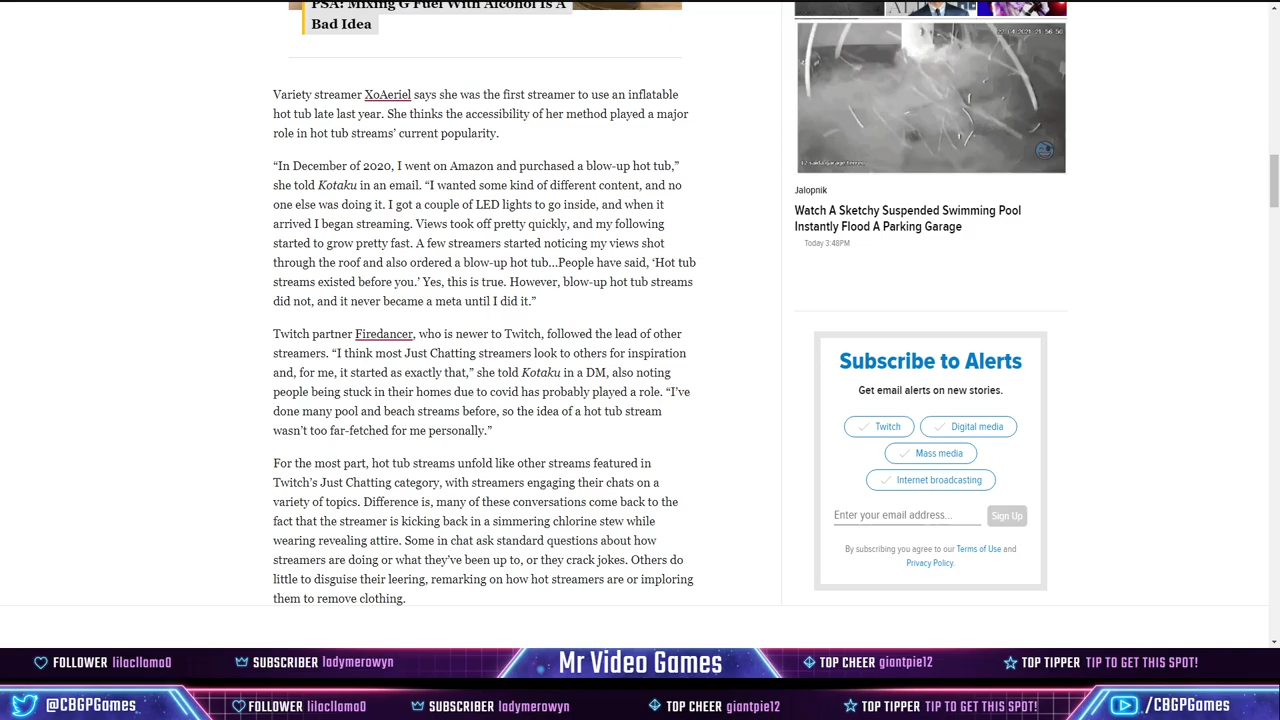 PSA: Mixing G Fuel With Alcohol Is A
Bad Idea
Variety streamer XoAeriel says she was the first streamer to use an inflatable
hot tub late last year. She thinks the accessibility of her method played a major
role in hot tub streams’ current popularity.
“In December of 2020, I went on Amazon and purchased a blow-up hot tub,”
she told Kotaku in an email. “I wanted some kind of different content, and no
one else was doing it. I got a couple of LED lights to go inside, and when it
arrived I began streaming. Views took off pretty quickly, and my following
started to grow pretty fast. A few streamers started noticing my views shot
through the roof and also ordered a blow-up hot tub...People have said, ‘Hot tub
streams existed before you.’ Yes, this is true. However, blow-up hot tub streams
did not, and it never became a meta until I did it.”
Twitch partner Firedancer, who is newer to Twitch, followed the lead of other
streamers. “I think most Just Chatting streamers look to others for inspiration
and, for me, it started as exactly that,” she told Kotaku in a DM, also noting
people being stuck in their homes due to covid has probably played a role. “I’ve
done many pool and beach streams before, so the idea of a hot tub stream
wasn’t too far-fetched for me personally.”
For the most part, hot tub streams unfold like other streams featured in
Twitch’s Just Chatting category, with streamers engaging their chats on a
variety of topics. Difference is, many of these conversations come back to the
fact that the streamer is kicking back in a simmering chlorine stew while
wearing revealing attire. Some in chat ask standard questions about how
streamers are doing or what they’ve been up to, or they crack jokes. Others do
little to disguise their leering, remarking on how hot streamers are or imploring
them to remove clothing.
22-04-2021 21:56:50
Jalopnik
Watch A Sketchy Suspended Swimming Pool
Instantly Flood A Parking Garage
Today 3:48PM
Subscribe to Alerts
Get email alerts on new stories.
Twitch
Digital media
Mass media
Internet broadcasting
Enter your email address...
Sign Up
By subscribing you agree to our Terms of Use and
Privacy Policy.
FOLLOWER lilacllama0
SUBSCRIBER ladymerowyn
Mr Video Games
TOP CHEER giantpie12
TOP TIPPER TIP TO GET THIS SPOT!
@CBGPGames
FOLLOWER lilacllama0
SUBSCRIBER ladymerowyn
TOP CHEER giantpie12
TOP TIPPER TIP TO GET THIS SPOT!
/CBGPGames